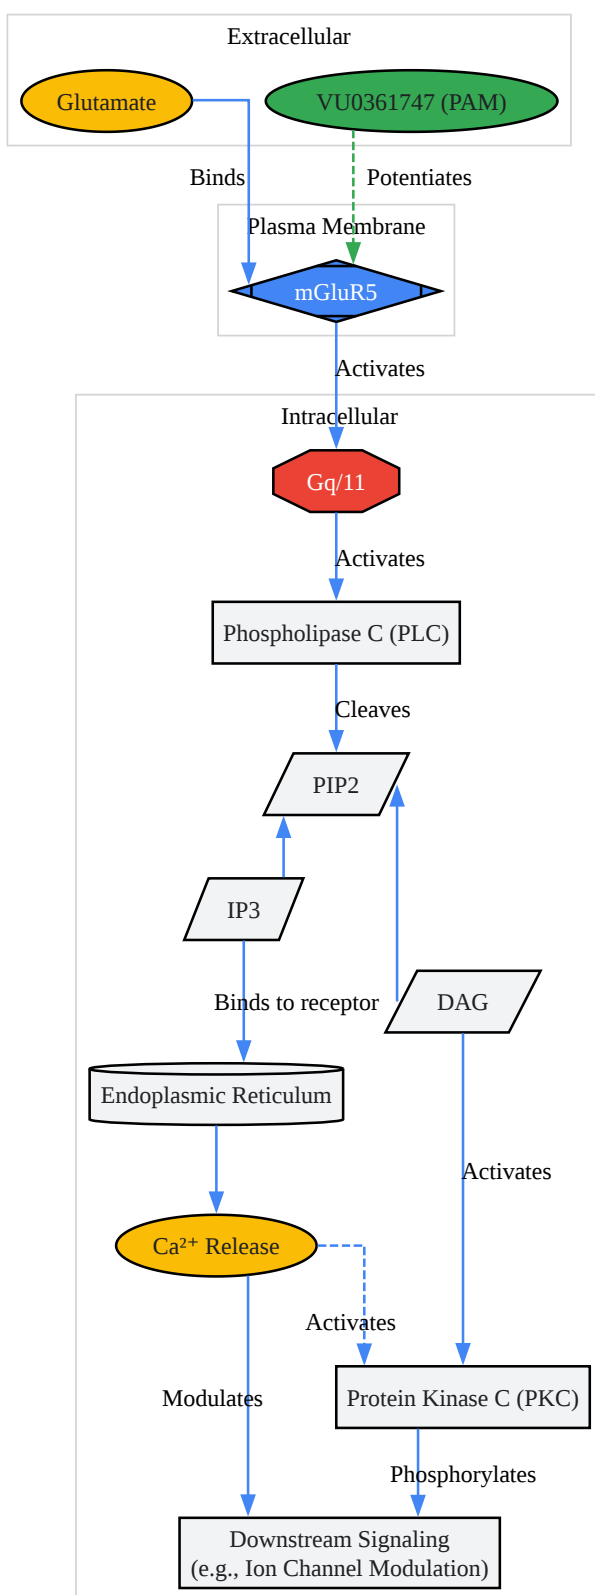 Extracellular
Glutamate
VU0361747 (PAM)
Binds
Potentiates
Plasma Membrane
mGluR5
Activates
Intracellular
Gq/11
Activates
Phospholipase C (PLC)
Cleaves
PIP2
IP3
Binds to receptor
DAG
Endoplasmic Reticulum
Activates
Ca²⁺ Release
Activates
Modulates
Protein Kinase C (PKC)
Phosphorylates
Downstream Signaling
(e.g., Ion Channel Modulation)